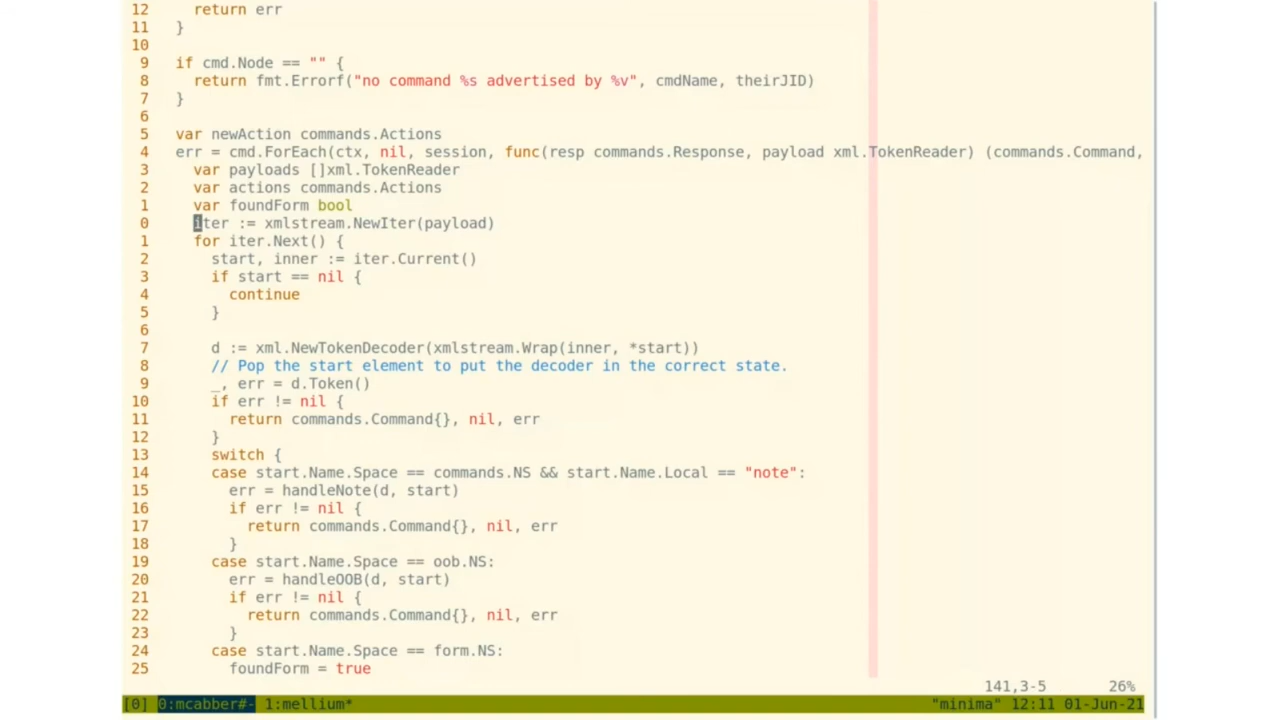 12     return err
11   }
10
9   if cmd.Node == "" {
8     return fmt.Errorf("no command %s advertised by %v", cmdName, theirJID)
7   }
6
5   var newAction commands.Actions
4   err = cmd.ForEach(ctx, nil, session, func(resp commands.Response, payload xml.TokenReader) (commands.Command,
3     var payloads []xml.TokenReader
2     var actions commands.Actions
1     var foundForm bool
0     iter := xmlstream.NewIter(payload)
1     for iter.Next() {
2       start, inner := iter.Current()
3       if start == nil {
4         continue
5       }
6
7       d := xml.NewTokenDecoder(xmlstream.Wrap(inner, *start))
8       // Pop the start element to put the decoder in the correct state.
9       _, err = d.Token()
10       if err != nil {
11         return commands.Command{}, nil, err
12       }
13       switch {
14       case start.Name.Space == commands.NS && start.Name.Local == "note":
15         err = handleNote(d, start)
16         if err != nil {
17           return commands.Command{}, nil, err
18         }
19       case start.Name.Space == oob.NS:
20         err = handleOOB(d, start)
21         if err != nil {
22           return commands.Command{}, nil, err
23         }
24       case start.Name.Space == form.NS:
25         foundForm = true
141,3-5 26%
[0] 0:mcabber#- 1:mellium* "minima" 12:11 01-Jun-21